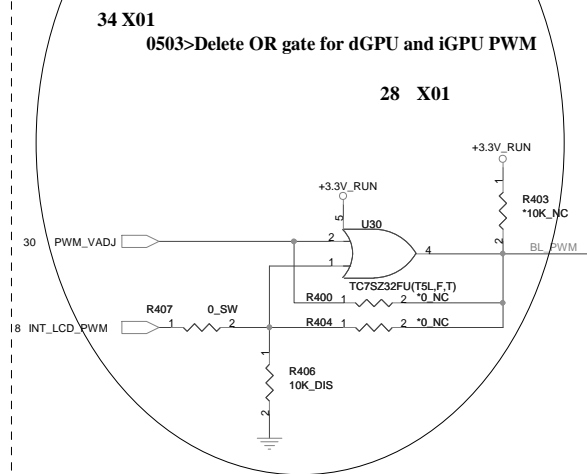 34 X01
0503>Delete OR gate for dGPU and iGPU PWM
28 X01
+3.3V_RUN
+3.3V_RUN
1
R403
*10K_NC
2
5
U30
30 PWM_VADJ
2
4
BL_PWM
1
TC7SZ32FU(T5L,F,T)
R400 1 2 *0_NC
R407 0_SW
8 INT_LCD_PWM
1 2
R404 1 2 *0_NC
1
R406
10K_DIS
2